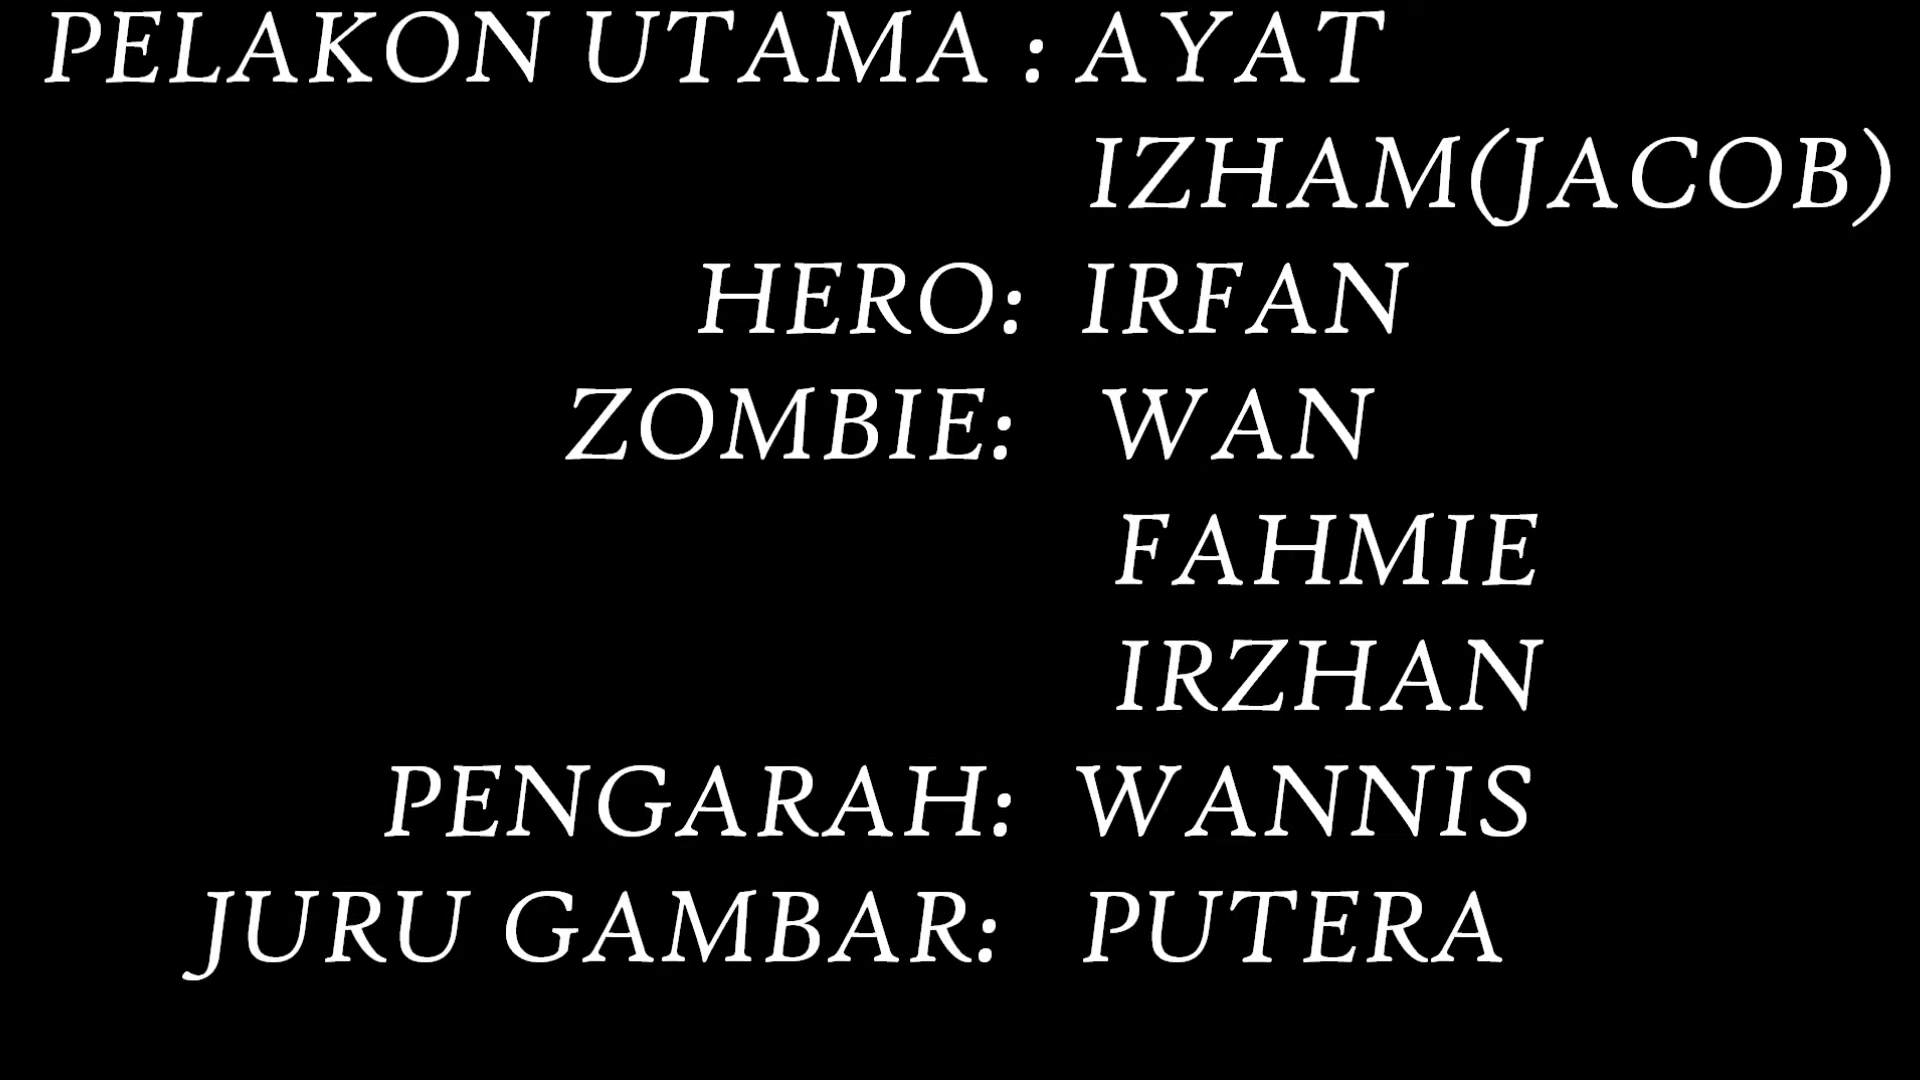 PELAKON UTAMA : AYAT
IZHAM(JACOB)
HERO: IRFAN
ZOMBIE: WAN
FAHMIE
IRZHAN
PENGARAH: WANNIS
JURU GAMBAR: PUTERA